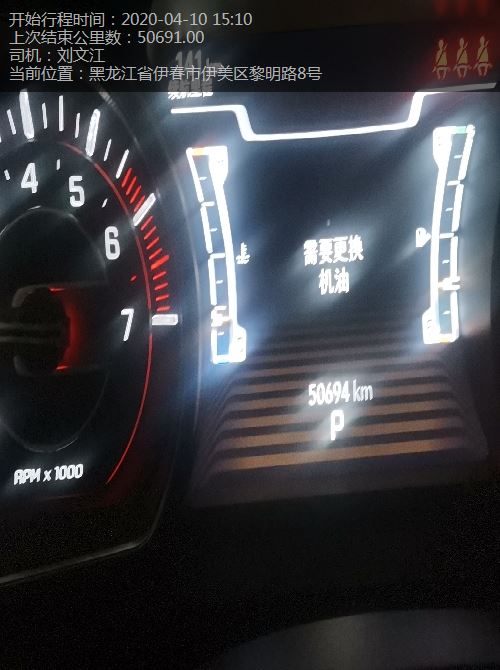 开始行程时间：2020-04-10 15:10
上次结束公里数：50691.00
司机：刘文江
当前位置：黑龙江省伊春市伊美区黎明路8号
141 km
4
5
6
7
需要更换
机油
50694 km
P
RPM x 1000